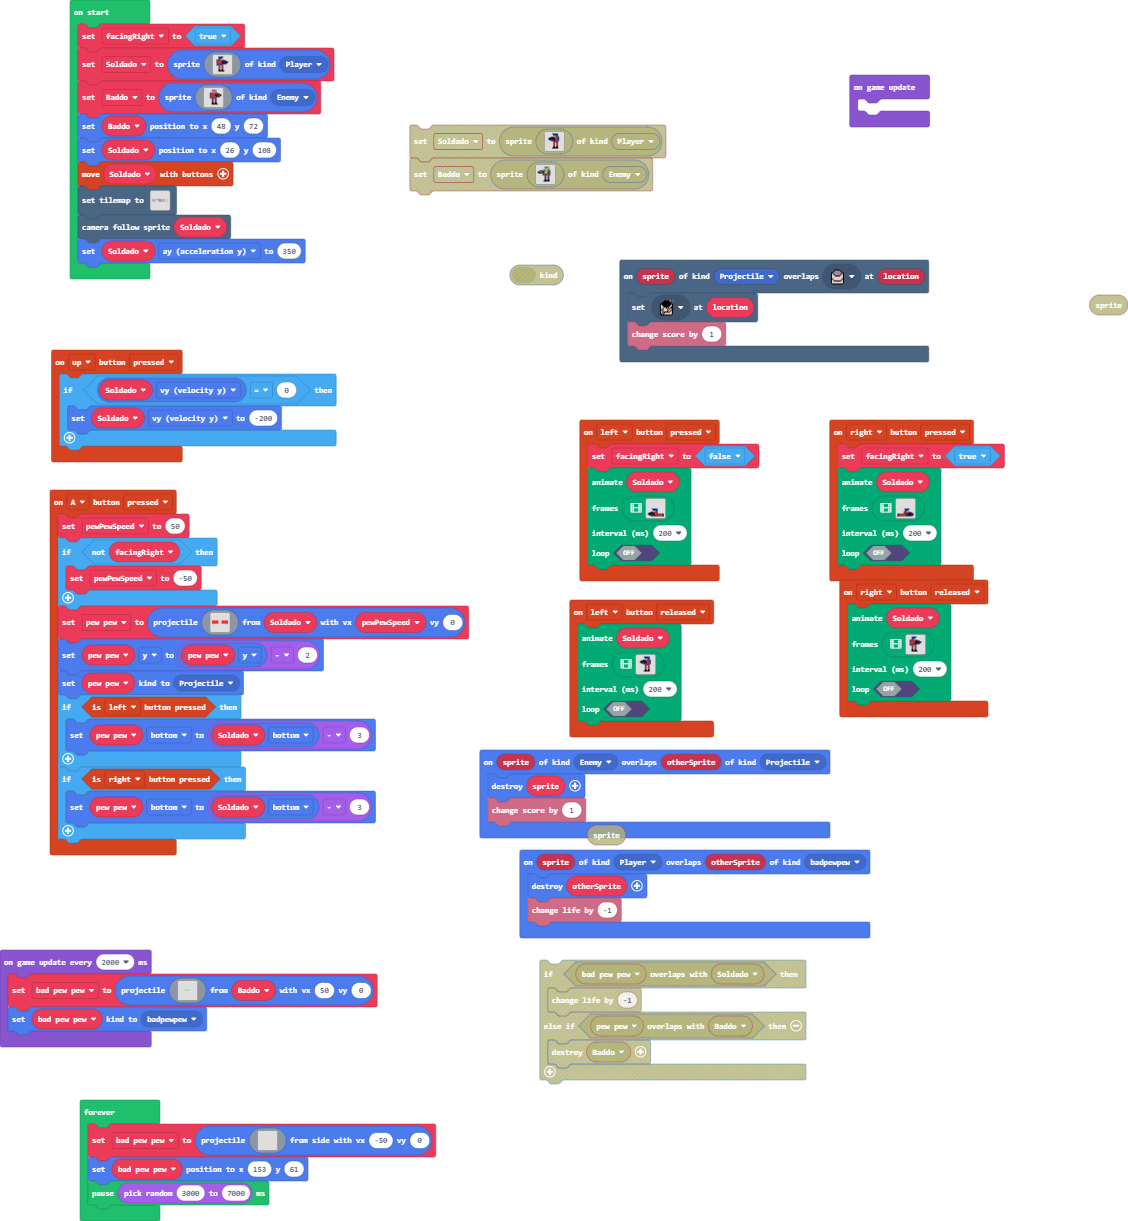 on start
set facingRight to true
set Soldado to sprite of kind Player
set Baddo to sprite of kind Enemy
set Baddo position to x 48 y 72
set Soldado position to x 26 y 108
move Soldado with buttons
set tilemap to
camera follow sprite Soldado
set Soldado ay (acceleration y) to 350
on game update
set Soldado to sprite of kind Player
set Baddo to sprite of kind Enemy
kind
on sprite of kind Projectile overlaps at location
set at location
change score by 1
sprite
on up button pressed
if Soldado vy (velocity y) = 0 then
set Soldado vy (velocity y) to -200
on left button pressed
set facingRight to false
animate Soldado
frames
interval (ms) 200
loop OFF
on right button pressed
set facingRight to true
animate Soldado
frames
interval (ms) 200
loop OFF
on A button pressed
set pewPewSpeed to 50
if not facingRight then
set pewPewSpeed to -50
set pew pew to projectile from Soldado with vx pewPewSpeed vy 0
set pew pew y to pew pew y - 2
set pew pew kind to Projectile
if is left button pressed then
set pew pew bottom to Soldado bottom - 3
if is right button pressed then
set pew pew bottom to Soldado bottom - 3
on left button released
animate Soldado
frames
interval (ms) 200
loop OFF
on right button released
animate Soldado
frames
interval (ms) 200
loop OFF
on sprite of kind Enemy overlaps otherSprite of kind Projectile
destroy sprite
change score by 1
sprite
on sprite of kind Player overlaps otherSprite of kind badpewpew
destroy otherSprite
change life by -1
on game update every 2000 ms
set bad pew pew to projectile from Baddo with vx 50 vy 0
set bad pew pew kind to badpewpew
if bad pew pew overlaps with Soldado then
change life by -1
else if pew pew overlaps with Baddo then
destroy Baddo
forever
set bad pew pew to projectile from side with vx -50 vy 0
set bad pew pew position to x 153 y 61
pause pick random 3000 to 7000 ms